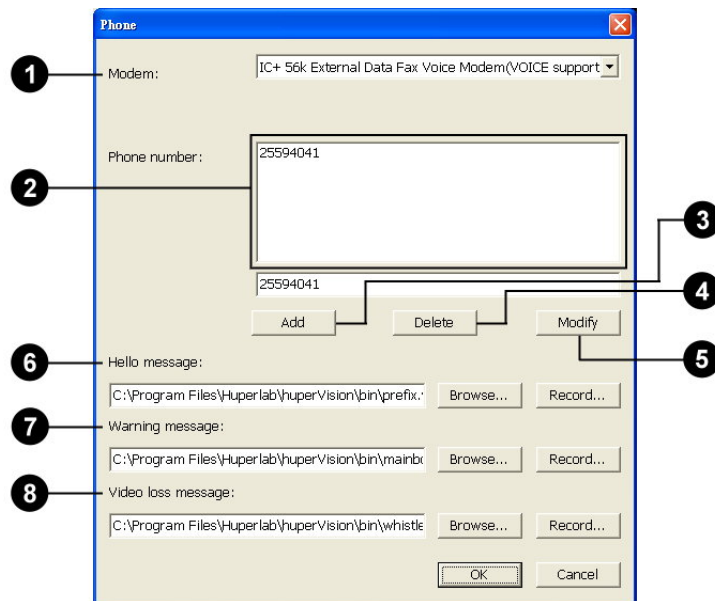 Phone
1 Modem: IC+ 56k External Data Fax Voice Modem(VOICE support
2 Phone number: 25594041
25594041
3
4
Add Delete Modify
5
6 Hello message:
C:\Program Files\Huperlab\huperVision\bin\prefix. Browse... Record...
7 Warning message:
C:\Program Files\Huperlab\huperVision\bin\mainb Browse... Record...
8 Video loss message:
C:\Program Files\Huperlab\huperVision\bin\whistle Browse... Record...
OK Cancel